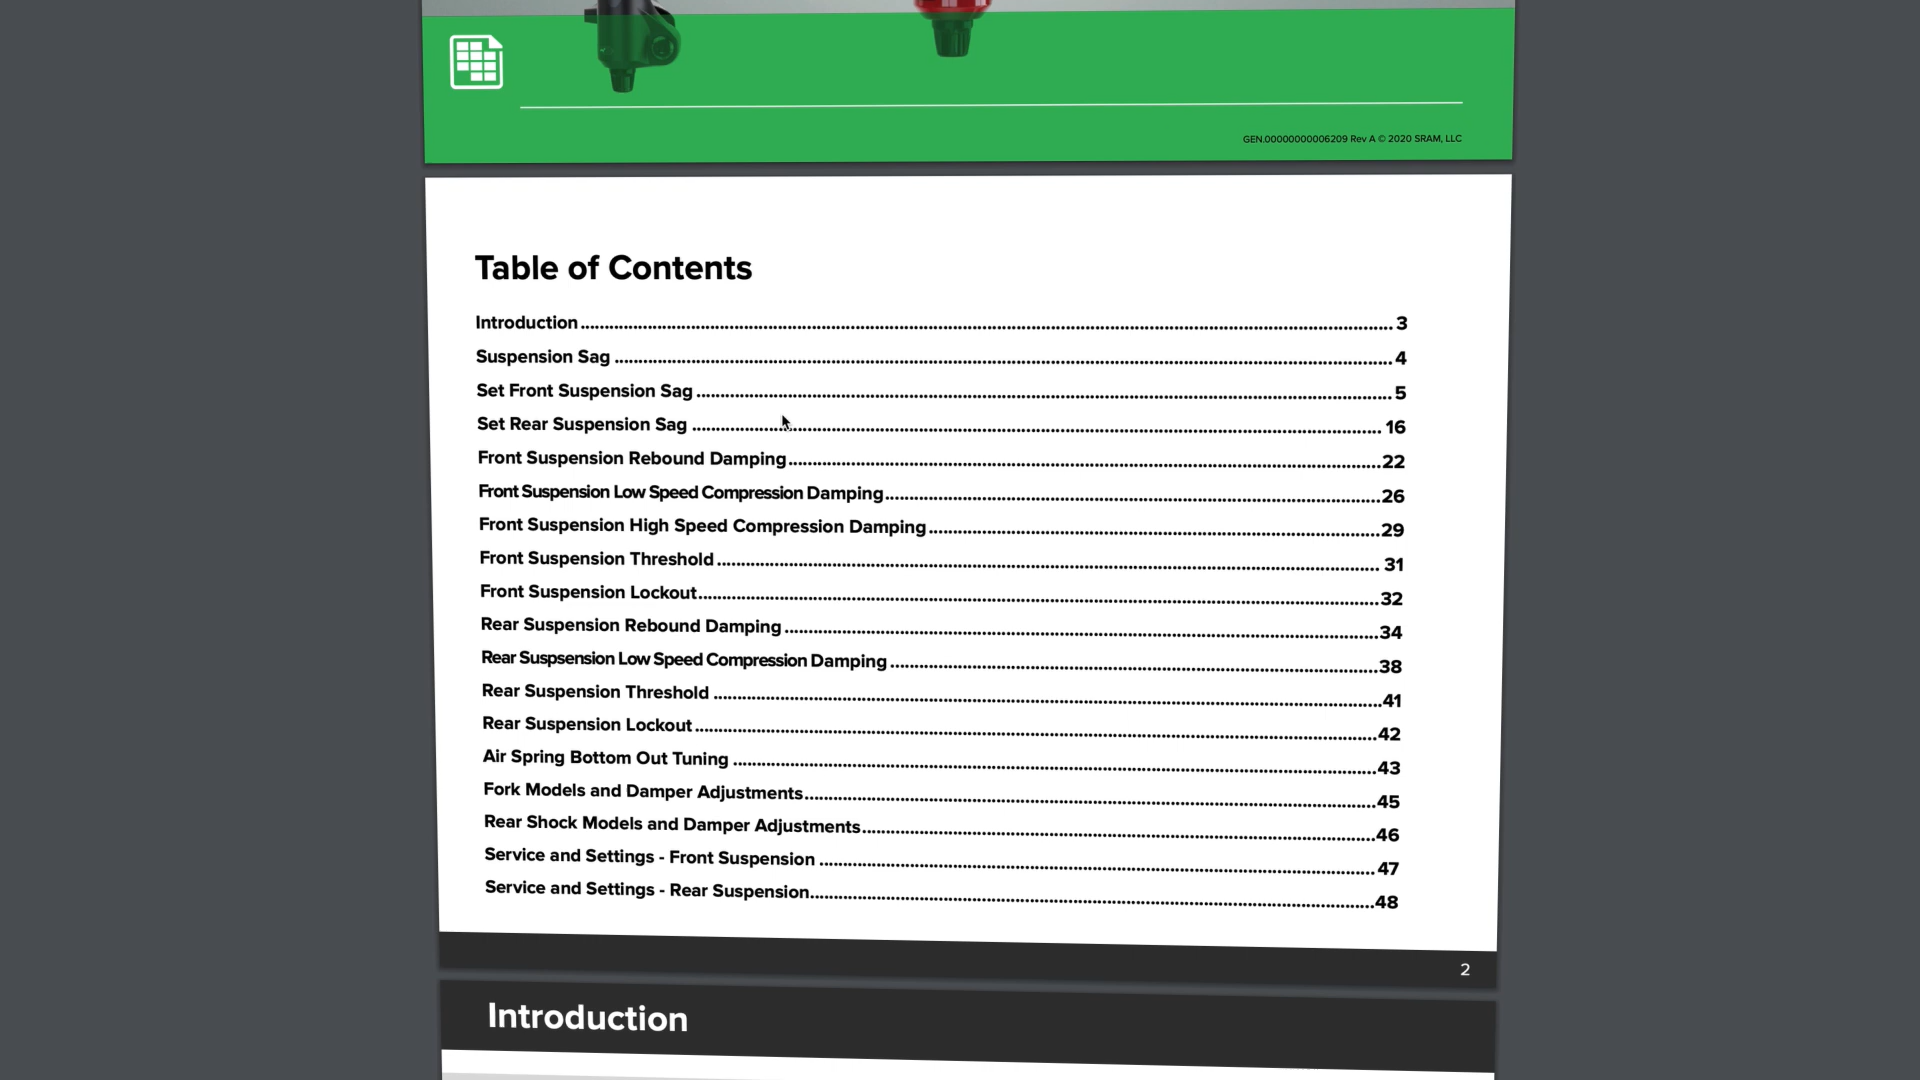 GEN.00000000006209 Rev A © 2020 SRAM, LLC
Table of Contents
Introduction 3
Suspension Sag 4
Set Front Suspension Sag 5
Set Rear Suspension Sag 16
Front Suspension Rebound Damping 22
Front Suspension Low Speed Compression Damping 26
Front Suspension High Speed Compression Damping 29
Front Suspension Threshold 31
Front Suspension Lockout 32
Rear Suspension Rebound Damping 34
Rear Suspsension Low Speed Compression Damping 38
Rear Suspension Threshold 41
Rear Suspension Lockout 42
Air Spring Bottom Out Tuning 43
Fork Models and Damper Adjustments 45
Rear Shock Models and Damper Adjustments 46
Service and Settings - Front Suspension 47
Service and Settings - Rear Suspension 48
2
Introduction